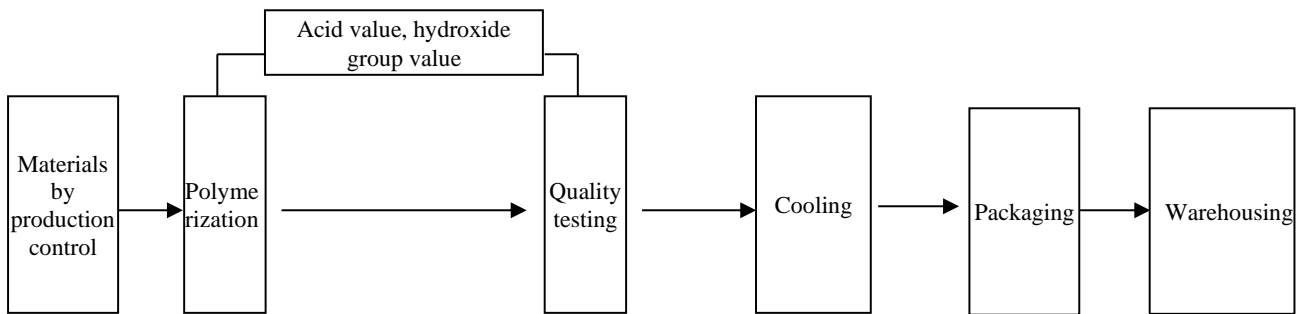 Acid value, hydroxide
group value
Materials
by
production
control
Polyme
rization
Quality
testing
Cooling
Packaging
Warehousing